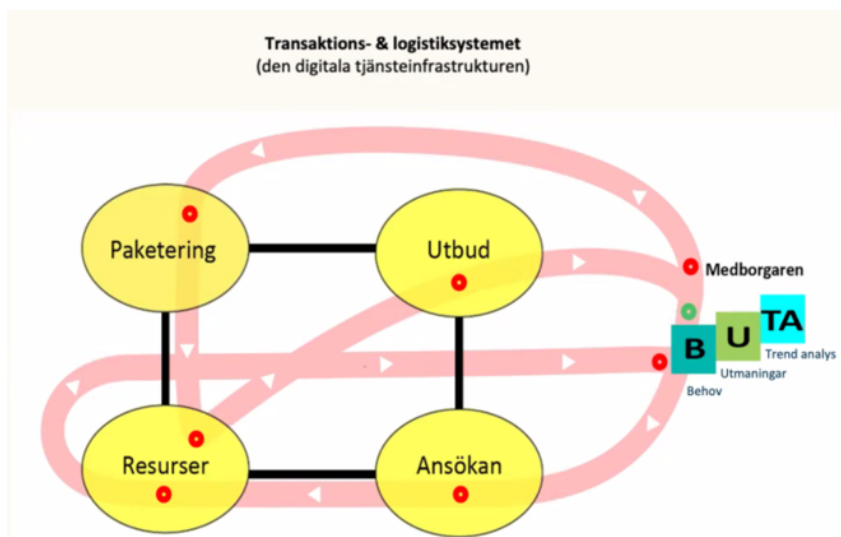 Transaktions- & logistiksystemet
(den digitala tjänsteinfrastrukturen)
Paketering
Utbud
Medborgaren
B
U
TA
Trend analys
Utmaningar
Behov
Resurser
Ansökan